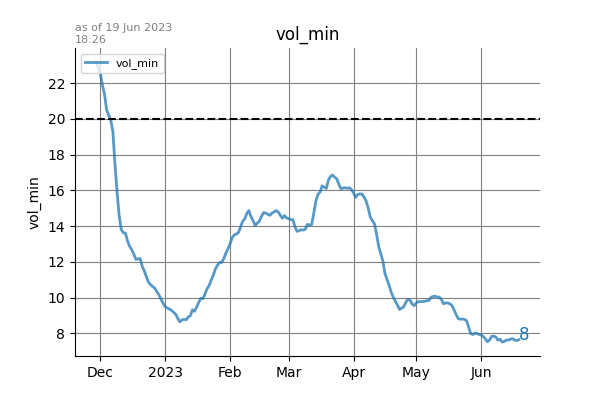 as of 19 Jun 2023
18:26
vol_min
vol_min
vol_min
22
20
18
16
14
12
10
8
8
Dec
2023
Feb
Mar
Apr
May
Jun